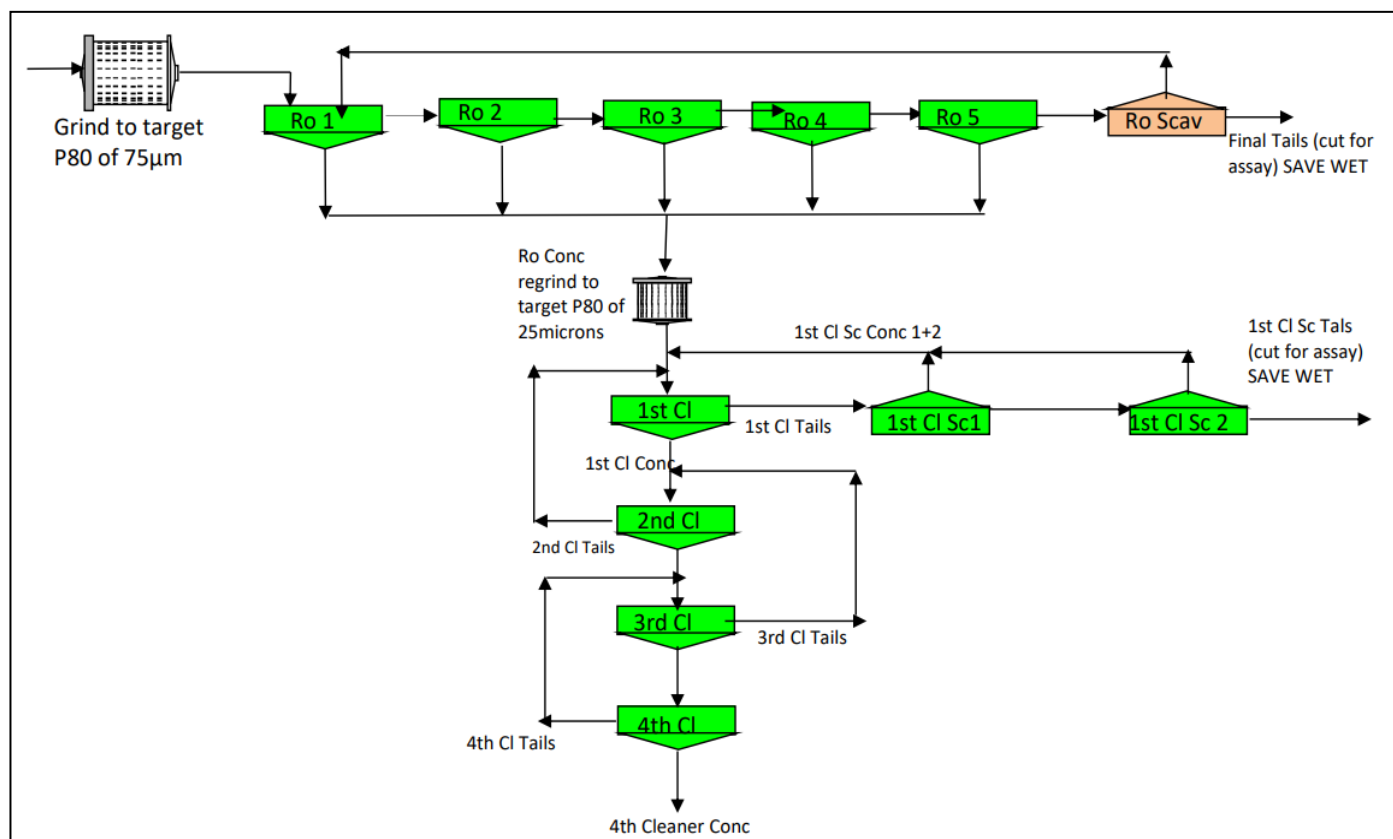 Grind to target
P80 of 75μm
Ro 1
Ro 2
Ro 3
Ro 4
Ro 5
Ro Scav
Final Tails (cut for
assay) SAVE WET
Ro Conc
regrind to
target P80 of
25microns
1st Cl Sc Conc 1+2
1st Cl Sc Tals
(cut for assay)
SAVE WET
1st Cl
1st Cl Tails
1st Cl Sc1
1st Cl Sc 2
1st Cl Conc
2nd Cl
2nd Cl Tails
3rd Cl
3rd Cl Tails
4th Cl
4th Cl Tails
4th Cleaner Conc